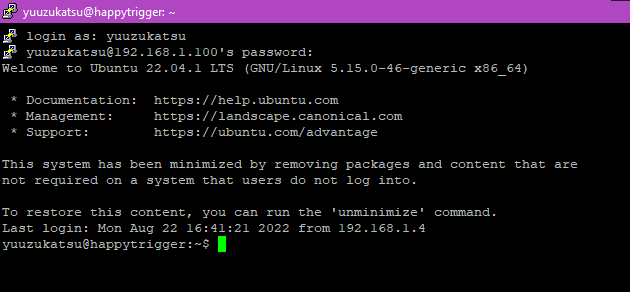 yuuzukatsu@happytrigger: ~
login as: yuuzukatsu
yuuzukatsu@192.168.1.100's password:
Welcome to Ubuntu 22.04.1 LTS (GNU/Linux 5.15.0-46-generic x86_64)

 * Documentation:  https://help.ubuntu.com
 * Management:     https://landscape.canonical.com
 * Support:        https://ubuntu.com/advantage

This system has been minimized by removing packages and content that are
not required on a system that users do not log into.

To restore this content, you can run the 'unminimize' command.
Last login: Mon Aug 22 16:41:21 2022 from 192.168.1.4
yuuzukatsu@happytrigger:~$